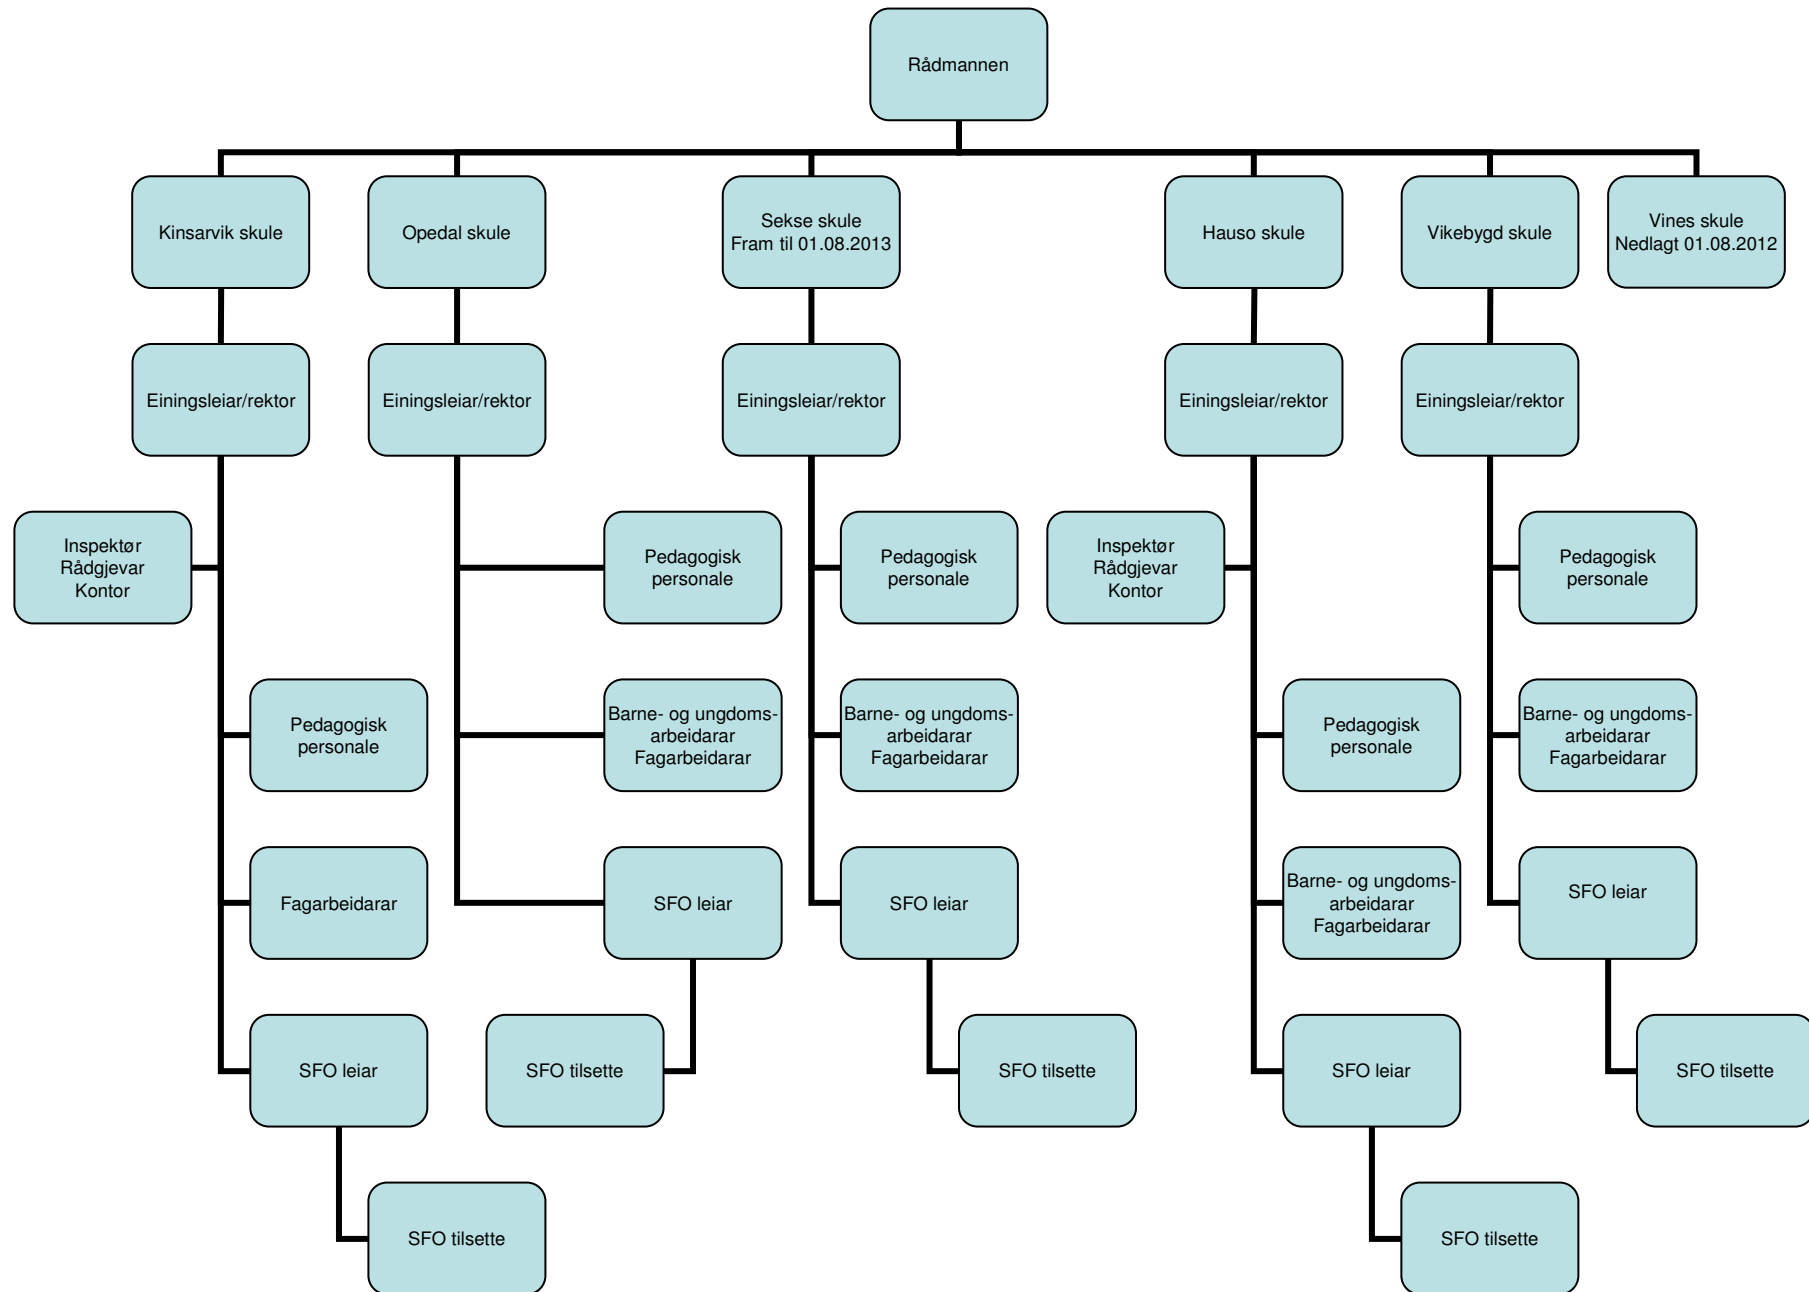 Rådmannen
Kinsarvik skule
Opedal skule
Sekse skule
Fram til 01.08.2013
Hauso skule
Vikebygd skule
Vines skule
Nedlagt 01.08.2012
Einingsleiar/rektor
Einingsleiar/rektor
Einingsleiar/rektor
Einingsleiar/rektor
Einingsleiar/rektor
Inspektør
Rådgjevar
Kontor
Pedagogisk
personale
Pedagogisk
personale
Inspektør
Rådgjevar
Kontor
Pedagogisk
personale
Pedagogisk
personale
Barne- og ungdoms-
arbeidarar
Fagarbeidarar
Barne- og ungdoms-
arbeidarar
Fagarbeidarar
Pedagogisk
personale
Barne- og ungdoms-
arbeidarar
Fagarbeidarar
Fagarbeidarar
SFO leiar
SFO leiar
Barne- og ungdoms-
arbeidarar
Fagarbeidarar
SFO leiar
SFO leiar
SFO tilsette
SFO tilsette
SFO leiar
SFO tilsette
SFO tilsette
SFO tilsette